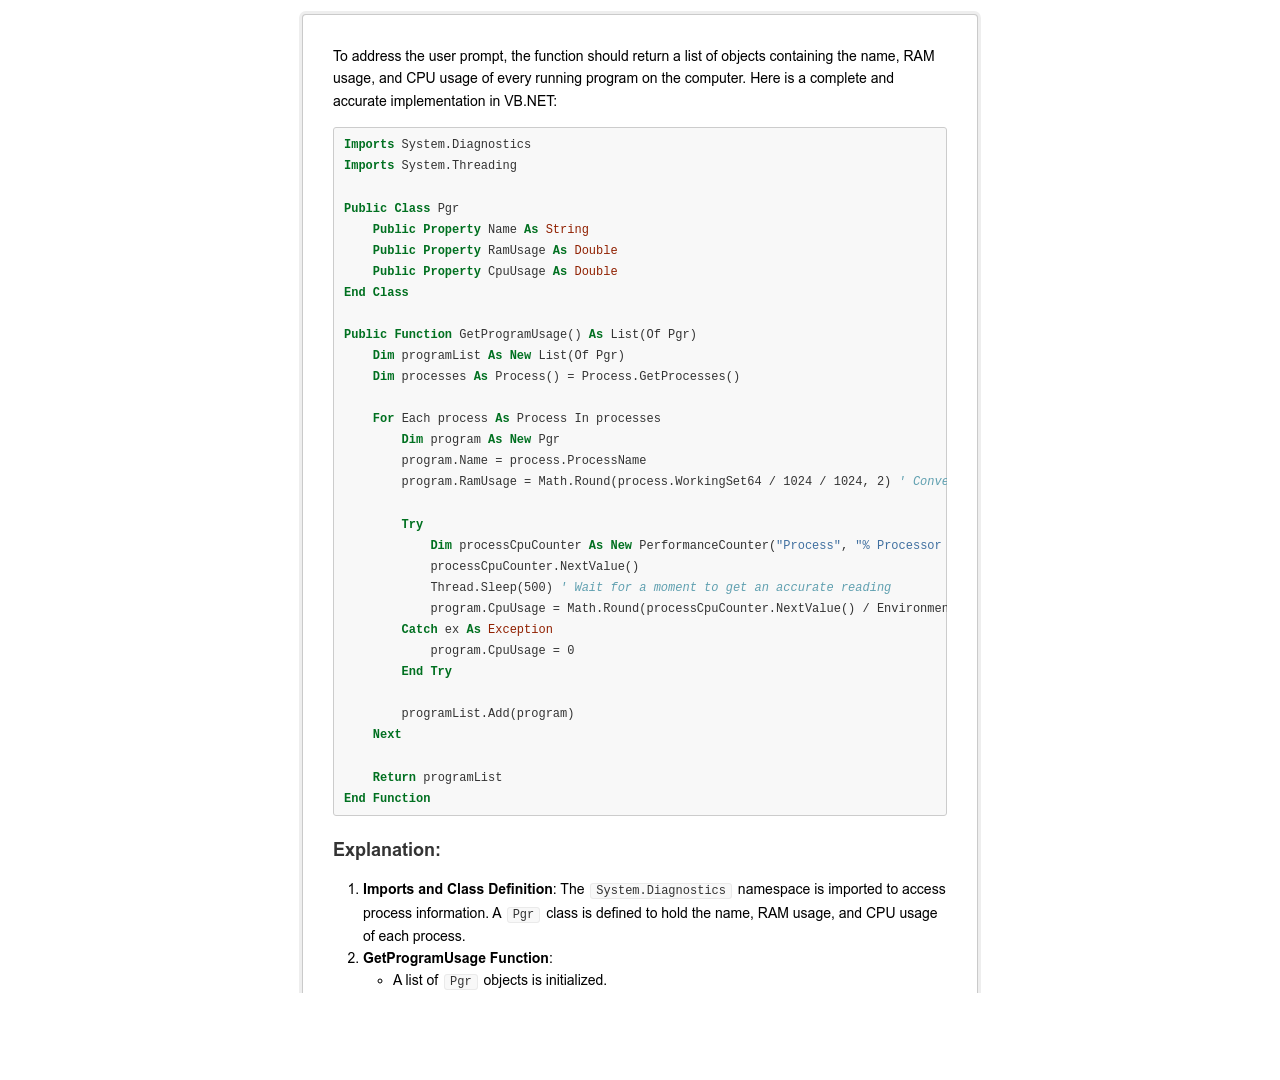 To address the user prompt, the function should return a list of objects containing the name, RAM
usage, and CPU usage of every running program on the computer. Here is a complete and
accurate implementation in VB.NET:
Imports System.Diagnostics
Imports System.Threading
Public Class Pgr
    Public Property Name As String
    Public Property RamUsage As Double
    Public Property CpuUsage As Double
End Class
Public Function GetProgramUsage() As List(Of Pgr)
    Dim programList As New List(Of Pgr)
    Dim processes As Process() = Process.GetProcesses()
    For Each process As Process In processes
        Dim program As New Pgr
        program.Name = process.ProcessName
        program.RamUsage = Math.Round(process.WorkingSet64 / 1024 / 1024, 2) ' Conve
        Try
            Dim processCpuCounter As New PerformanceCounter("Process", "% Processor
            processCpuCounter.NextValue()
            Thread.Sleep(500) ' Wait for a moment to get an accurate reading
            program.CpuUsage = Math.Round(processCpuCounter.NextValue() / Environmen
        Catch ex As Exception
            program.CpuUsage = 0
        End Try
        programList.Add(program)
    Next
    Return programList
End Function
Explanation:
1. Imports and Class Definition: The System.Diagnostics namespace is imported to access
process information. A Pgr class is defined to hold the name, RAM usage, and CPU usage
of each process.
2. GetProgramUsage Function:
◦ A list of Pgr objects is initialized.